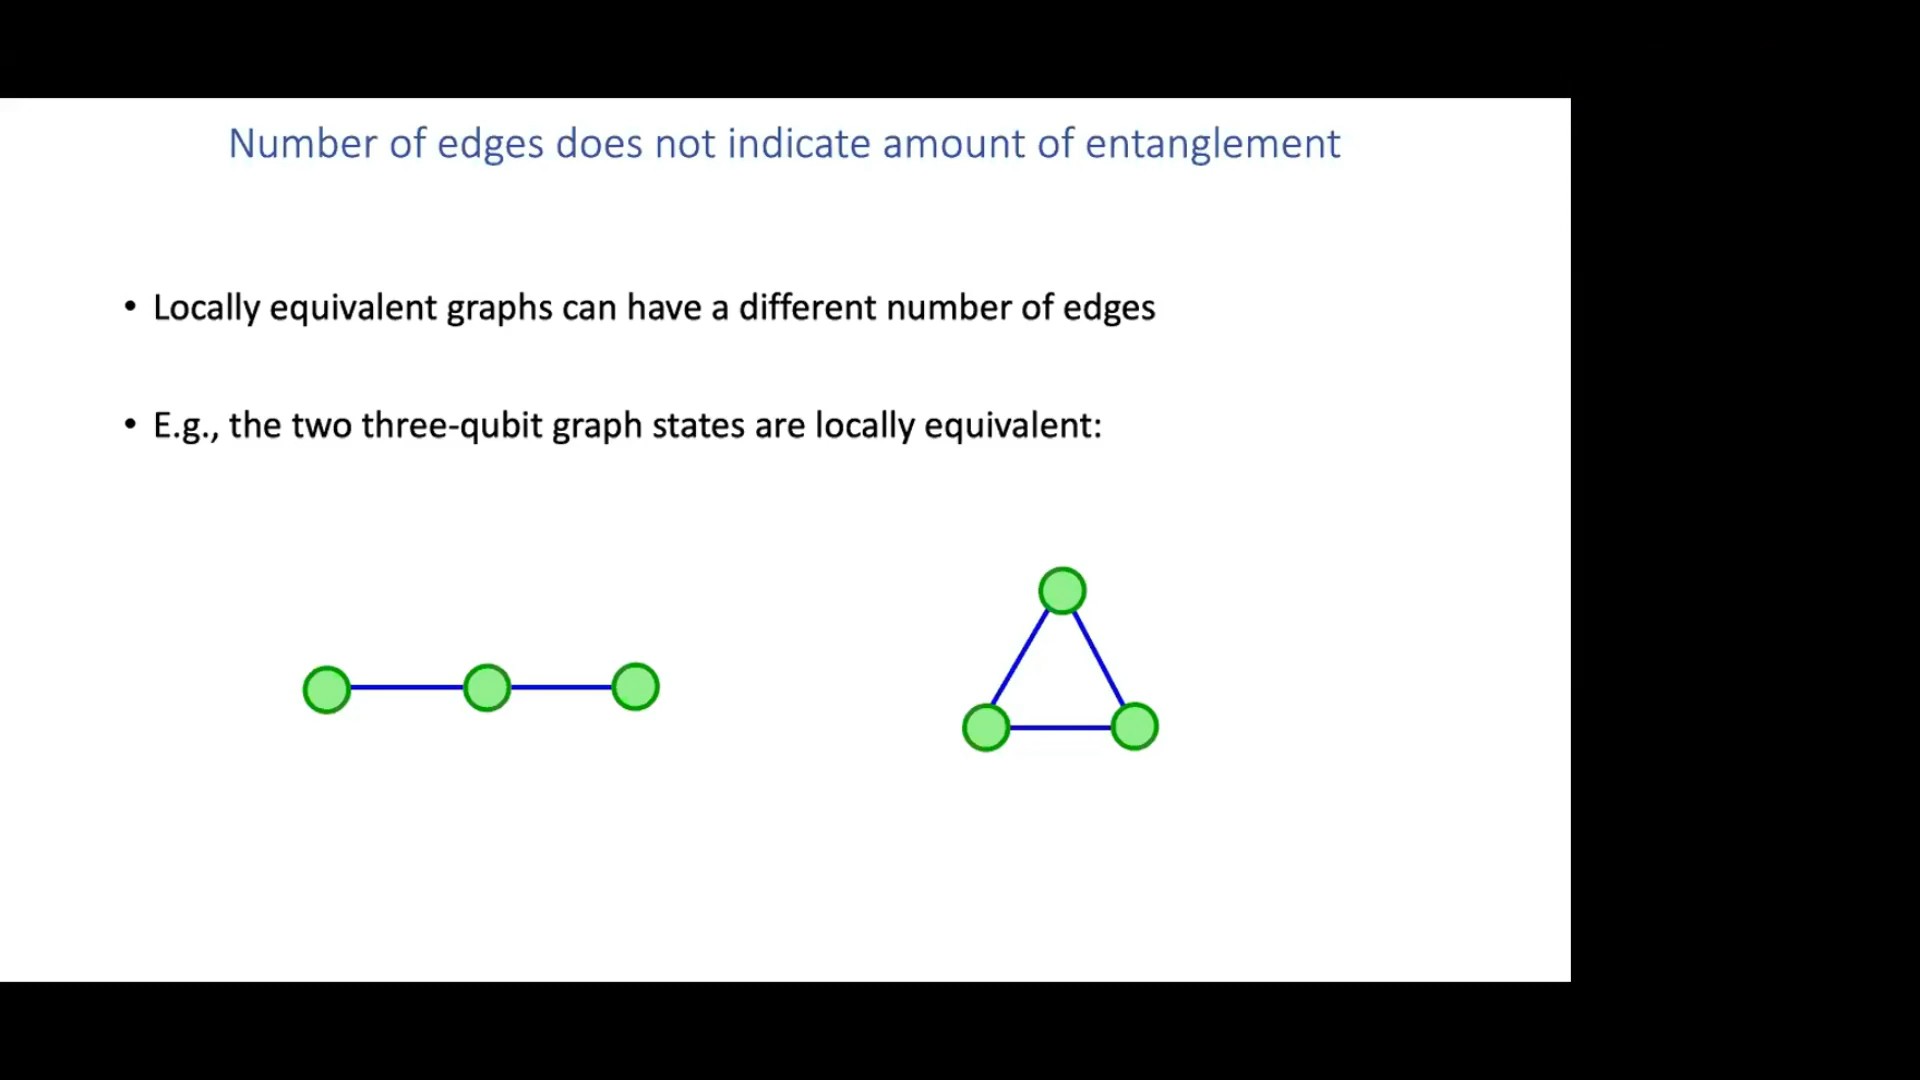 Number of edges does not indicate amount of entanglement
• Locally equivalent graphs can have a different number of edges
• E.g., the two three-qubit graph states are locally equivalent: